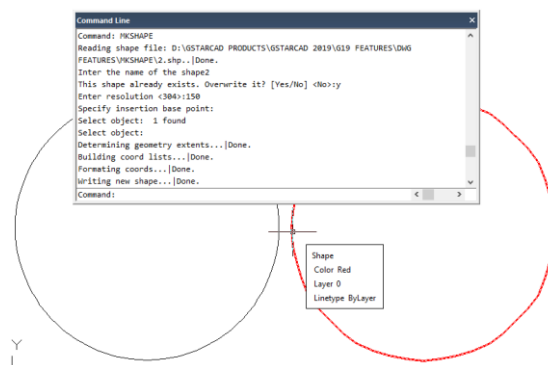 Command Line
Command: MKSHAPE
Reading shape file: D:\GSTARCAD PRODUCTS\GSTARCAD 2019\G19 FEATURES\DWG
FEATURES\MKSHAPE\2.shp..|Done.
Inter the name of the shape2
This shape already exists. Overwrite it? [Yes/No] <No>:y
Enter resolution <304>:150
Specify insertion base point:
Select object:  1 found
Select object:
Determining geometry extents...|Done.
Building coord lists...|Done.
Formating coords...|Done.
Writing new shape...|Done.
Command:
Shape
Color Red
Layer 0
Linetype ByLayer
Y